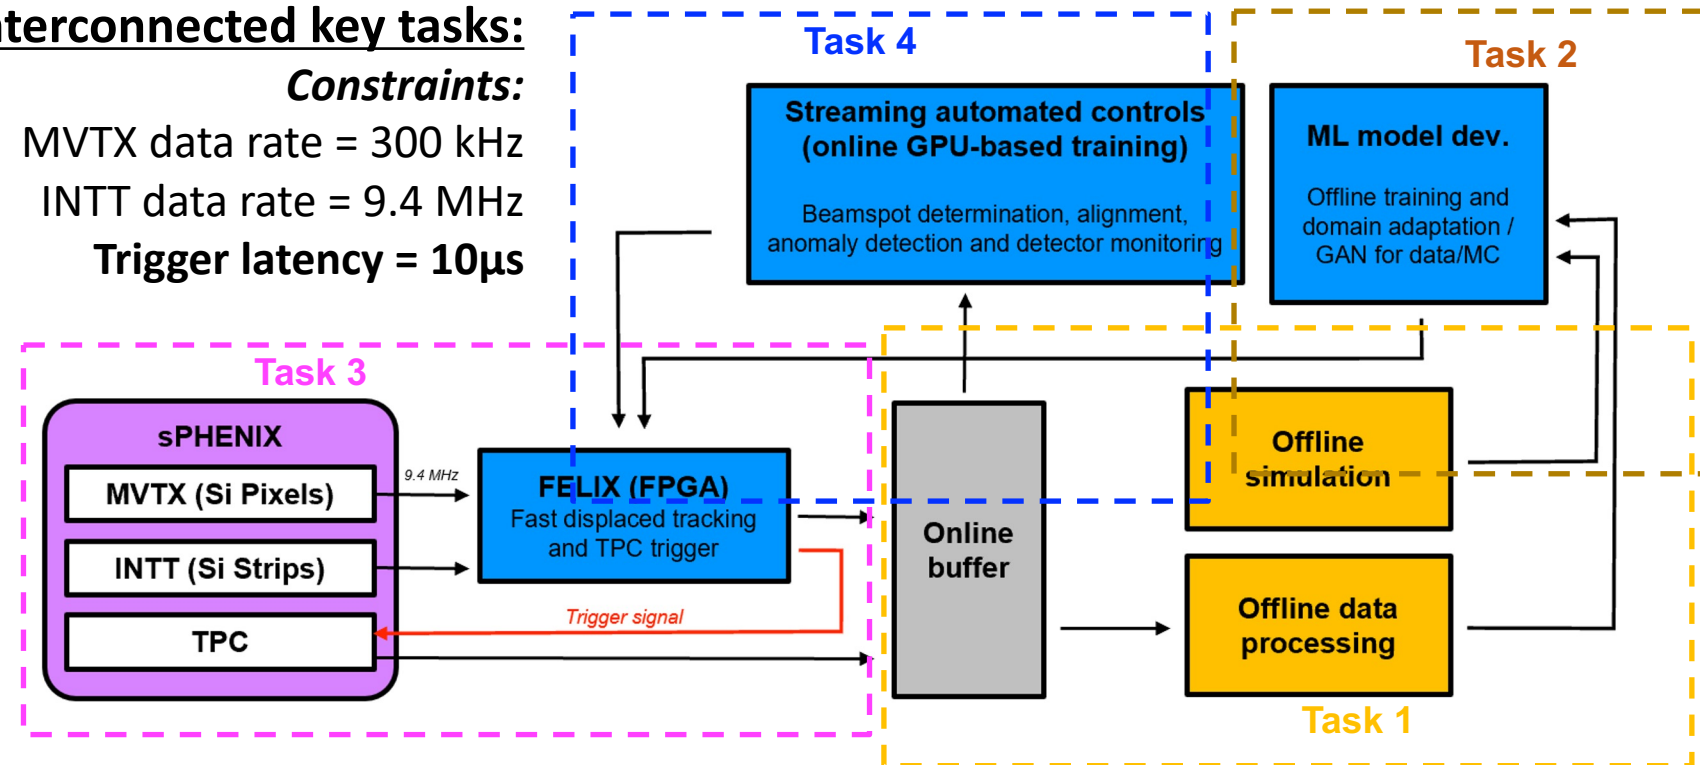 nterconnected key tasks:
Constraints:
MVTX data rate = 300 kHz
INTT data rate = 9.4 MHz
Trigger latency = 10µs
Task 4
Streaming automated controls
(online GPU-based training)
Beamspot determination, alignment,
anomaly detection and detector monitoring
Task 2
ML model dev.
Offline training and
domain adaptation /
GAN for data/MC
Task 3
sPHENIX
MVTX (Si Pixels)
INTT (Si Strips)
TPC
9.4 MHz
FELIX (FPGA)
Fast displaced tracking
and TPC trigger
Trigger signal
Online
buffer
Offline
simulation
Offline data
processing
Task 1